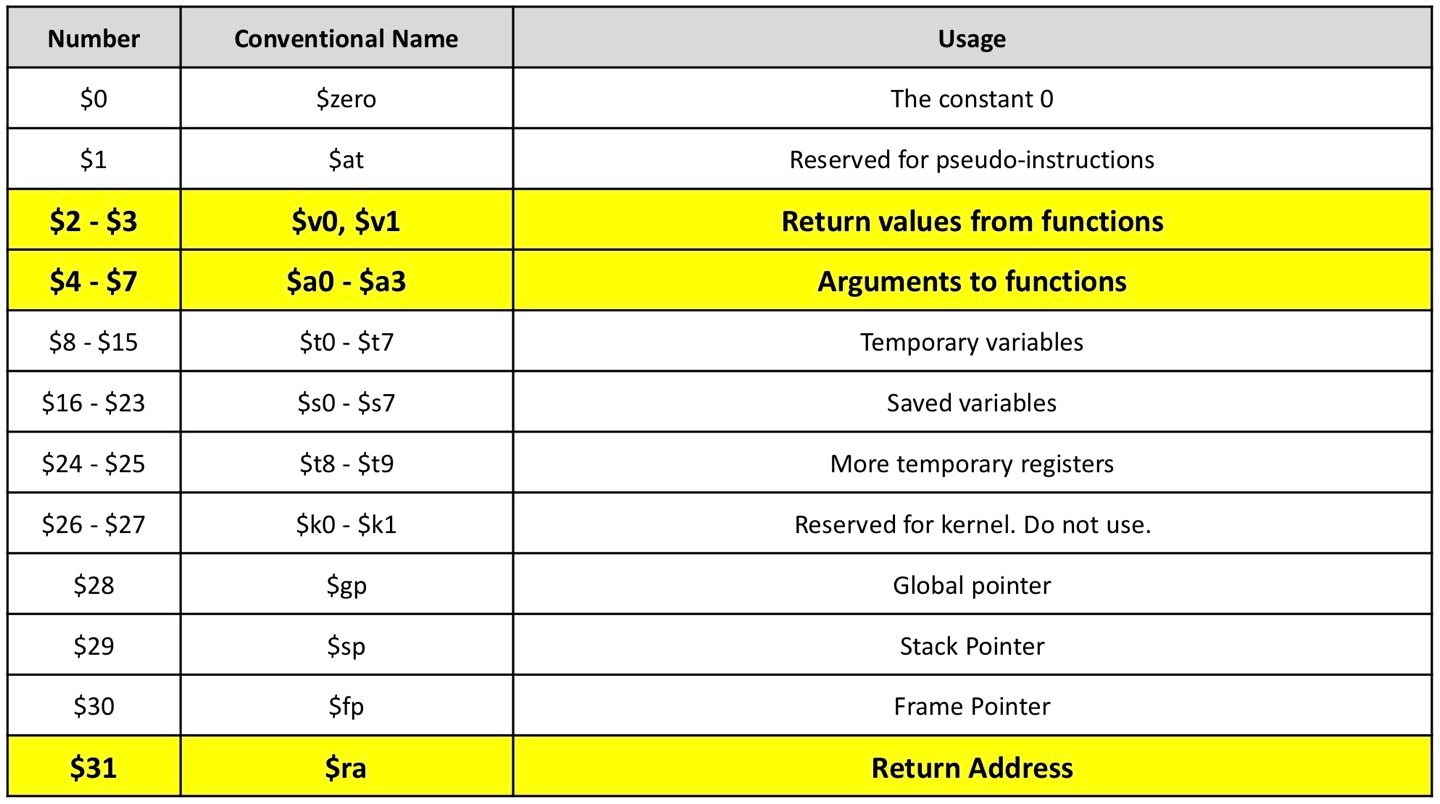 Number Conventional Name Usage
$0 $zero The constant 0
$1 $at Reserved for pseudo-instructions
$2 - $3 $v0, $v1 Return values from functions
$4 - $7 $a0 - $a3 Arguments to functions
$8 - $15 $t0 - $t7 Temporary variables
$16 - $23 $s0 - $s7 Saved variables
$24 - $25 $t8 - $t9 More temporary registers
$26 - $27 $k0 - $k1 Reserved for kernel. Do not use.
$28 $gp Global pointer
$29 $sp Stack Pointer
$30 $fp Frame Pointer
$31 $ra Return Address